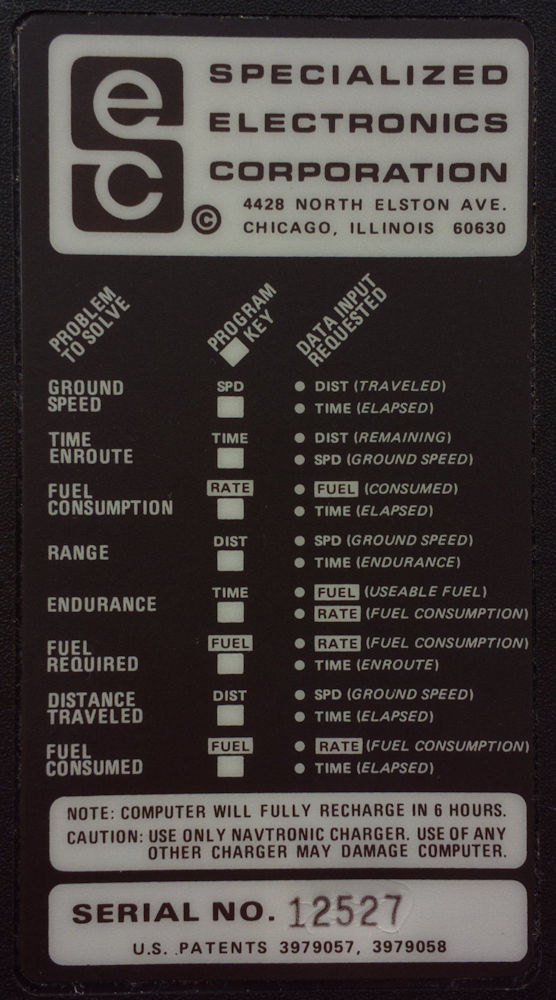 ec
SPECIALIZED
ELECTRONICS
CORPORATION
4428 NORTH ELSTON AVE.
© CHICAGO, ILLINOIS 60630
PROBLEM
TO SOLVE
PROGRAM
KEY
DATA INPUT
REQUESTED
GROUND
SPEED
SPD
• DIST (TRAVELED)
• TIME (ELAPSED)
TIME
ENROUTE
TIME
• DIST (REMAINING)
• SPD (GROUND SPEED)
FUEL
CONSUMPTION
RATE
• FUEL (CONSUMED)
• TIME (ELAPSED)
RANGE
DIST
• SPD (GROUND SPEED)
• TIME (ENDURANCE)
ENDURANCE
TIME
• FUEL (USEABLE FUEL)
• RATE (FUEL CONSUMPTION)
FUEL
REQUIRED
FUEL
• RATE (FUEL CONSUMPTION)
• TIME (ENROUTE)
DISTANCE
TRAVELED
DIST
• SPD (GROUND SPEED)
• TIME (ELAPSED)
FUEL
CONSUMED
FUEL
• RATE (FUEL CONSUMPTION)
• TIME (ELAPSED)
NOTE: COMPUTER WILL FULLY RECHARGE IN 6 HOURS.
CAUTION: USE ONLY NAVTRONIC CHARGER. USE OF ANY
OTHER CHARGER MAY DAMAGE COMPUTER.
SERIAL NO. 12527
U.S. PATENTS 3979057, 3979058